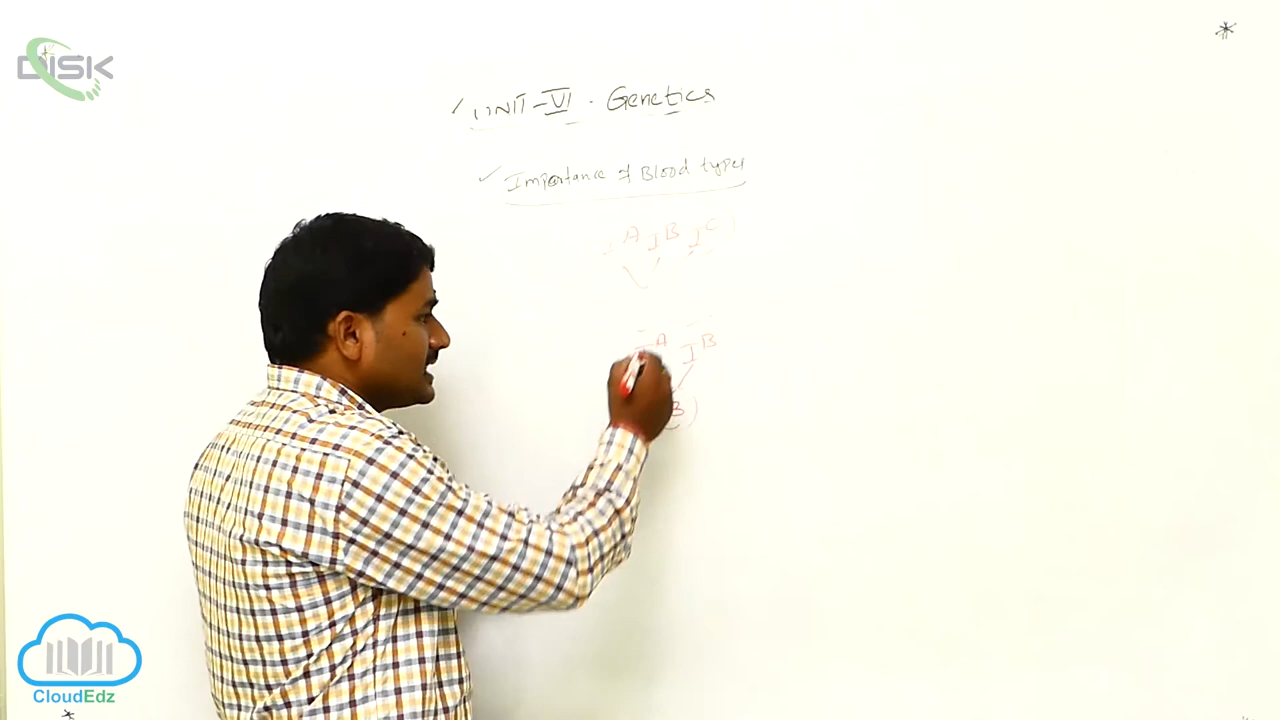 DISK
UNIT-VI. Genetics
Importance of Blood types
I^A I^B I^O
I^A I^B
B)
CloudEdz